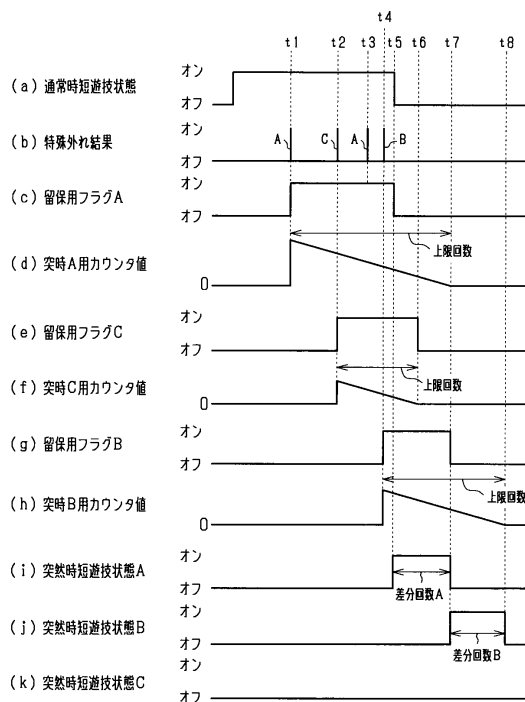 t4
t1 t2 t3 t5 t6 t7 t8
(a) 通常時短遊技状態 オン
オフ
(b) 特殊外れ結果 オン
オフ A C A B
(c) 留保用フラグA オン
オフ
上限回数
(d) 突時A用カウンタ値
0
(e) 留保用フラグC オン
オフ
上限回数
(f) 突時C用カウンタ値
0
(g) 留保用フラグB オン
オフ
上限回数
(h) 突時B用カウンタ値
0
(i) 突然時短遊技状態A オン
オフ
差分回数A
(j) 突然時短遊技状態B オン
オフ
差分回数B
(k) 突然時短遊技状態C オン
オフ